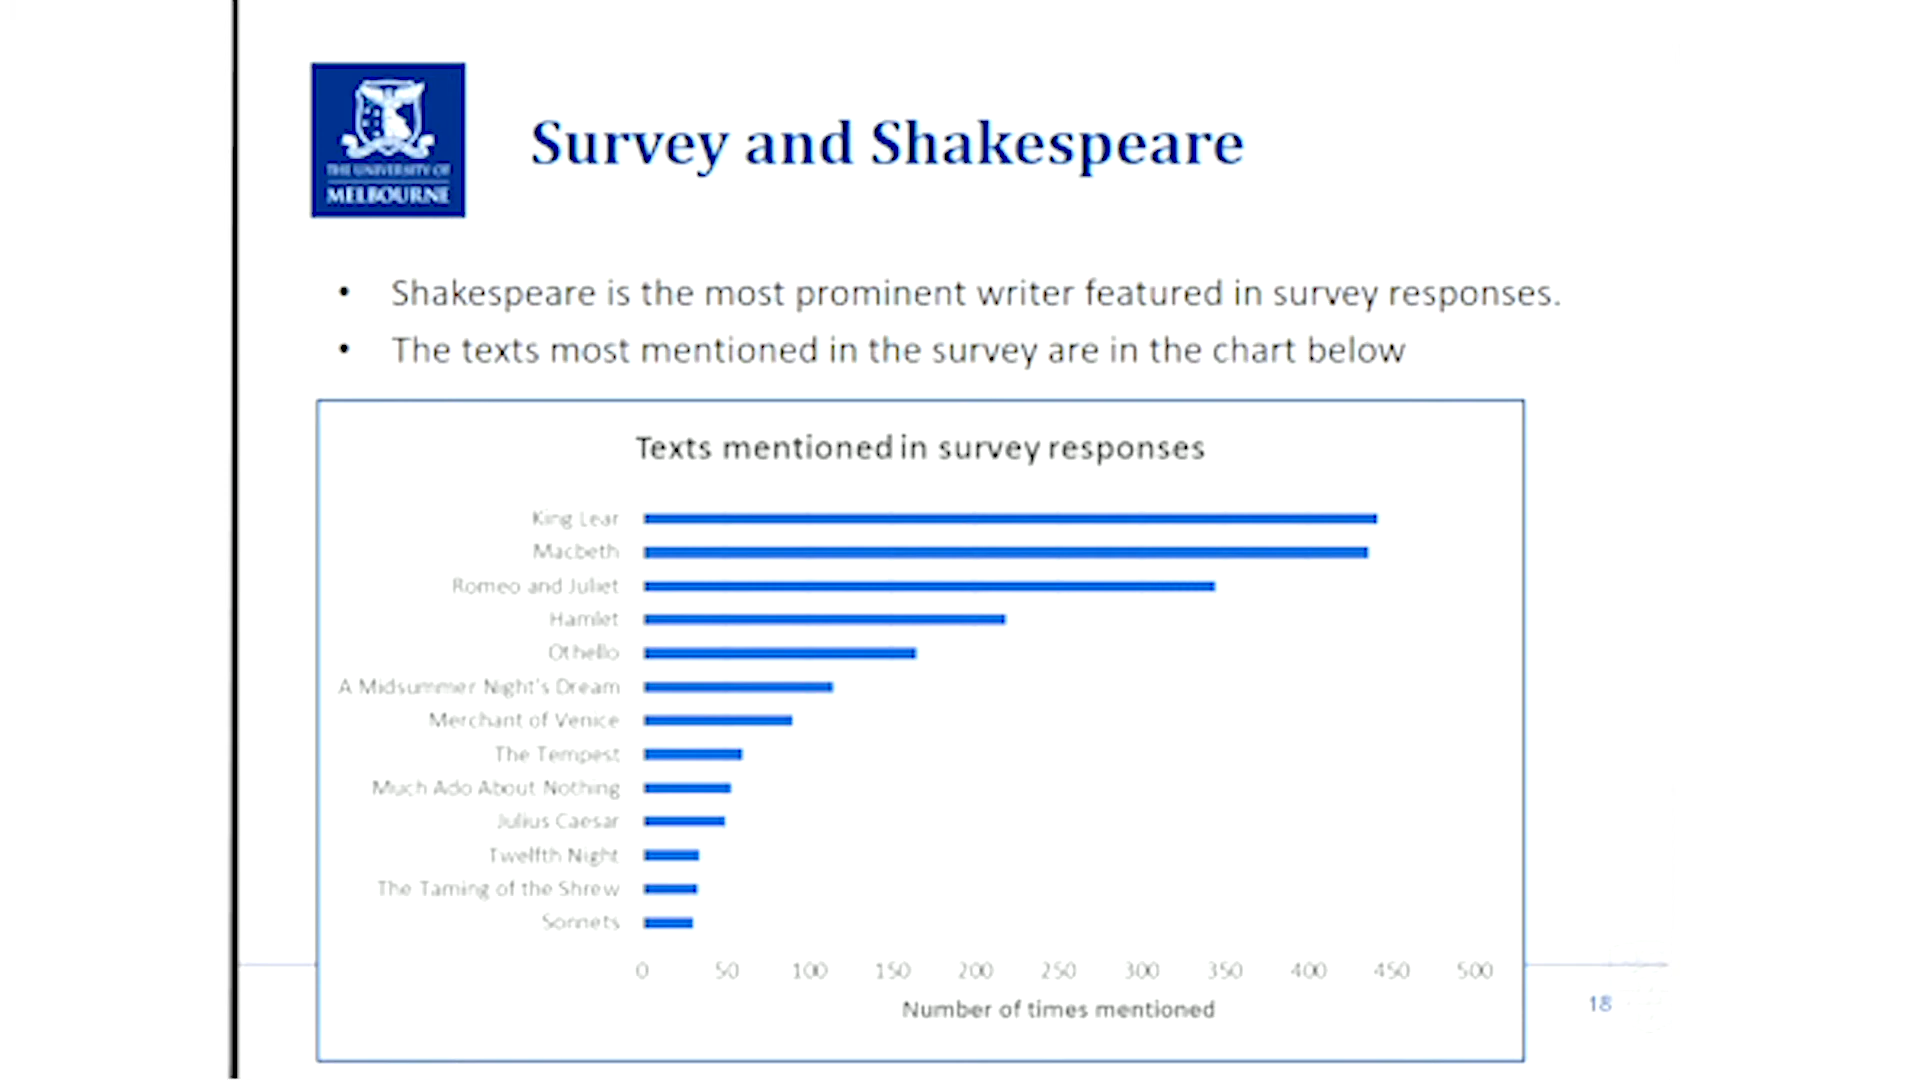 THE UNIVERSITY OF
MELBOURNE
Survey and Shakespeare
• Shakespeare is the most prominent writer featured in survey responses.
• The texts most mentioned in the survey are in the chart below
Texts mentioned in survey responses
King Lear
Macbeth
Romeo and Juliet
Hamlet
Othello
A Midsummer Night's Dream
Merchant of Venice
The Tempest
Much Ado About Nothing
Julius Caesar
Twelfth Night
The Taming of the Shrew
Sonnets
0 50 100 150 200 250 300 350 400 450 500
Number of times mentioned
18